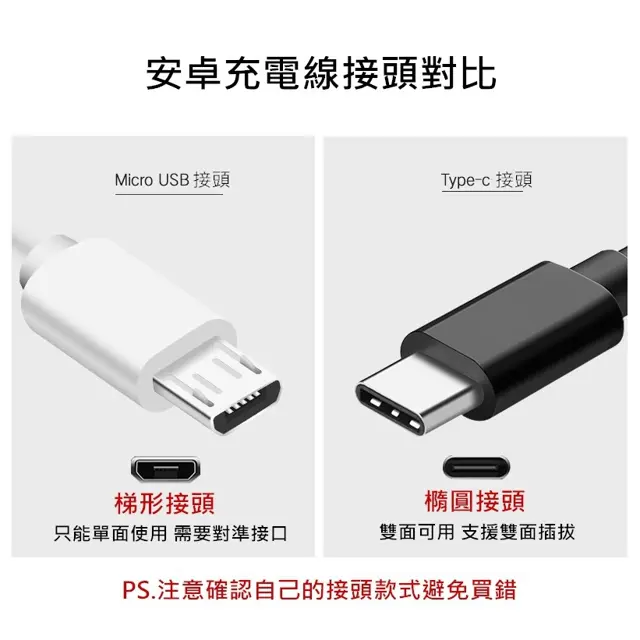 安卓充電線接頭對比
Micro USB 接頭
Type-c 接頭
梯形接頭
只能單面使用 需要對準接口
橢圓接頭
雙面可用 支援雙面插拔
PS.注意確認自己的接頭款式避免買錯